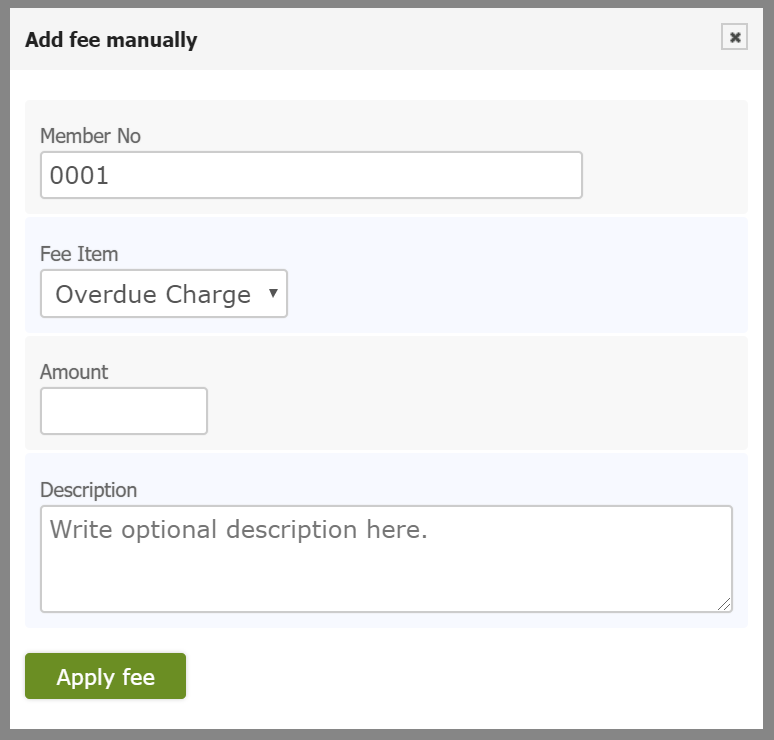 Add fee manually
Member No
0001
Fee Item
Overdue Charge
Amount
Description
Write optional description here.
Apply fee